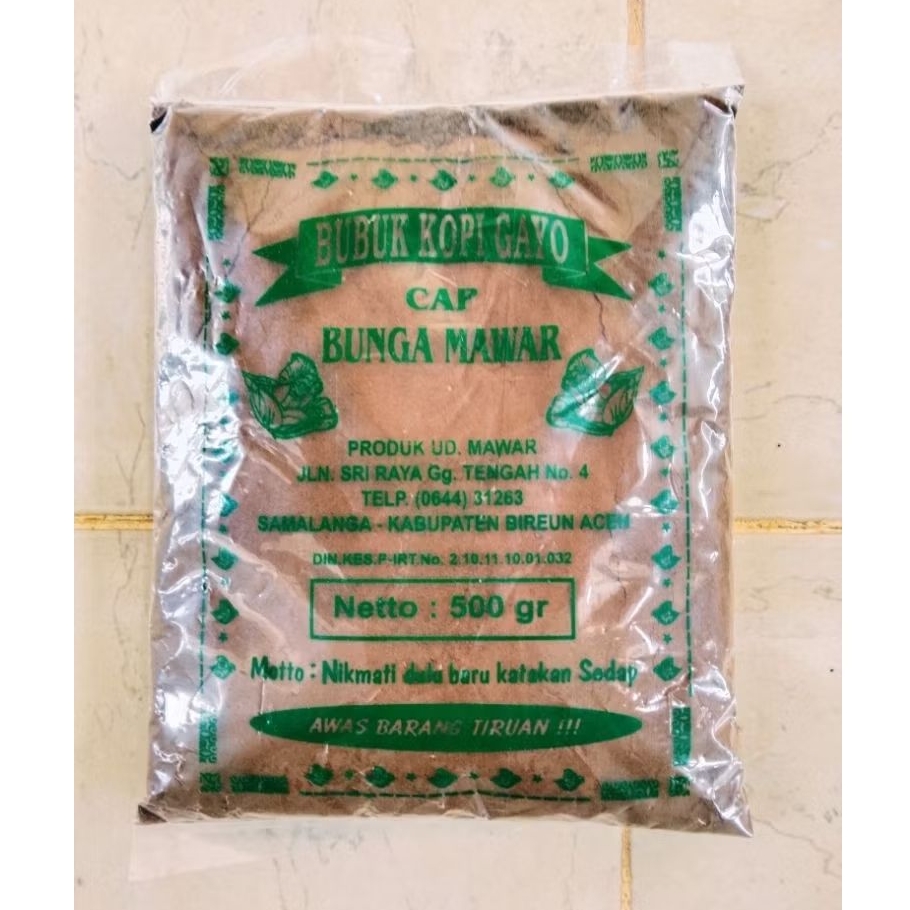 BUBUK KOPI GAYO
CAP
BUNGA MAWAR
PRODUK UD. MAWAR
JLN. SRI RAYA Gg. TENGAH No. 4
TELP. (0644) 31263
SAMALANGA - KABUPATEN BIREUN ACEH
DIN.KES.P-IRT.No. 2.10.11.10.01.032
Netto : 500 gr
Motto : Nikmati dulu baru katakan Sedap
AWAS BARANG TIRUAN !!!